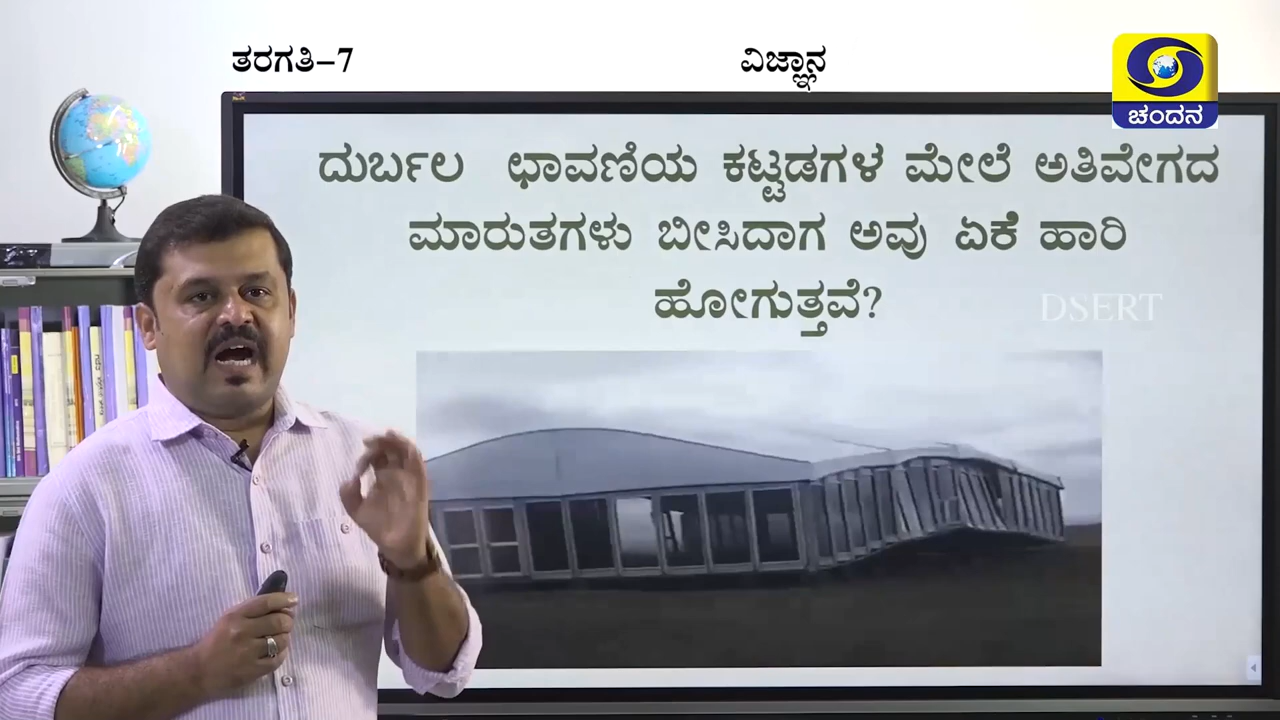 ತರಗತಿ–7
ವಿಜ್ಞಾನ
ಚಂದನ
ದುರ್ಬಲ ಛಾವಣಿಯ ಕಟ್ಟಡಗಳ ಮೇಲೆ ಅತಿವೇಗದ
ಮಾರುತಗಳು ಬೀಸಿದಾಗ ಅವು ಏಕೆ ಹಾರಿ
ಹೋಗುತ್ತವೆ?
DSERT